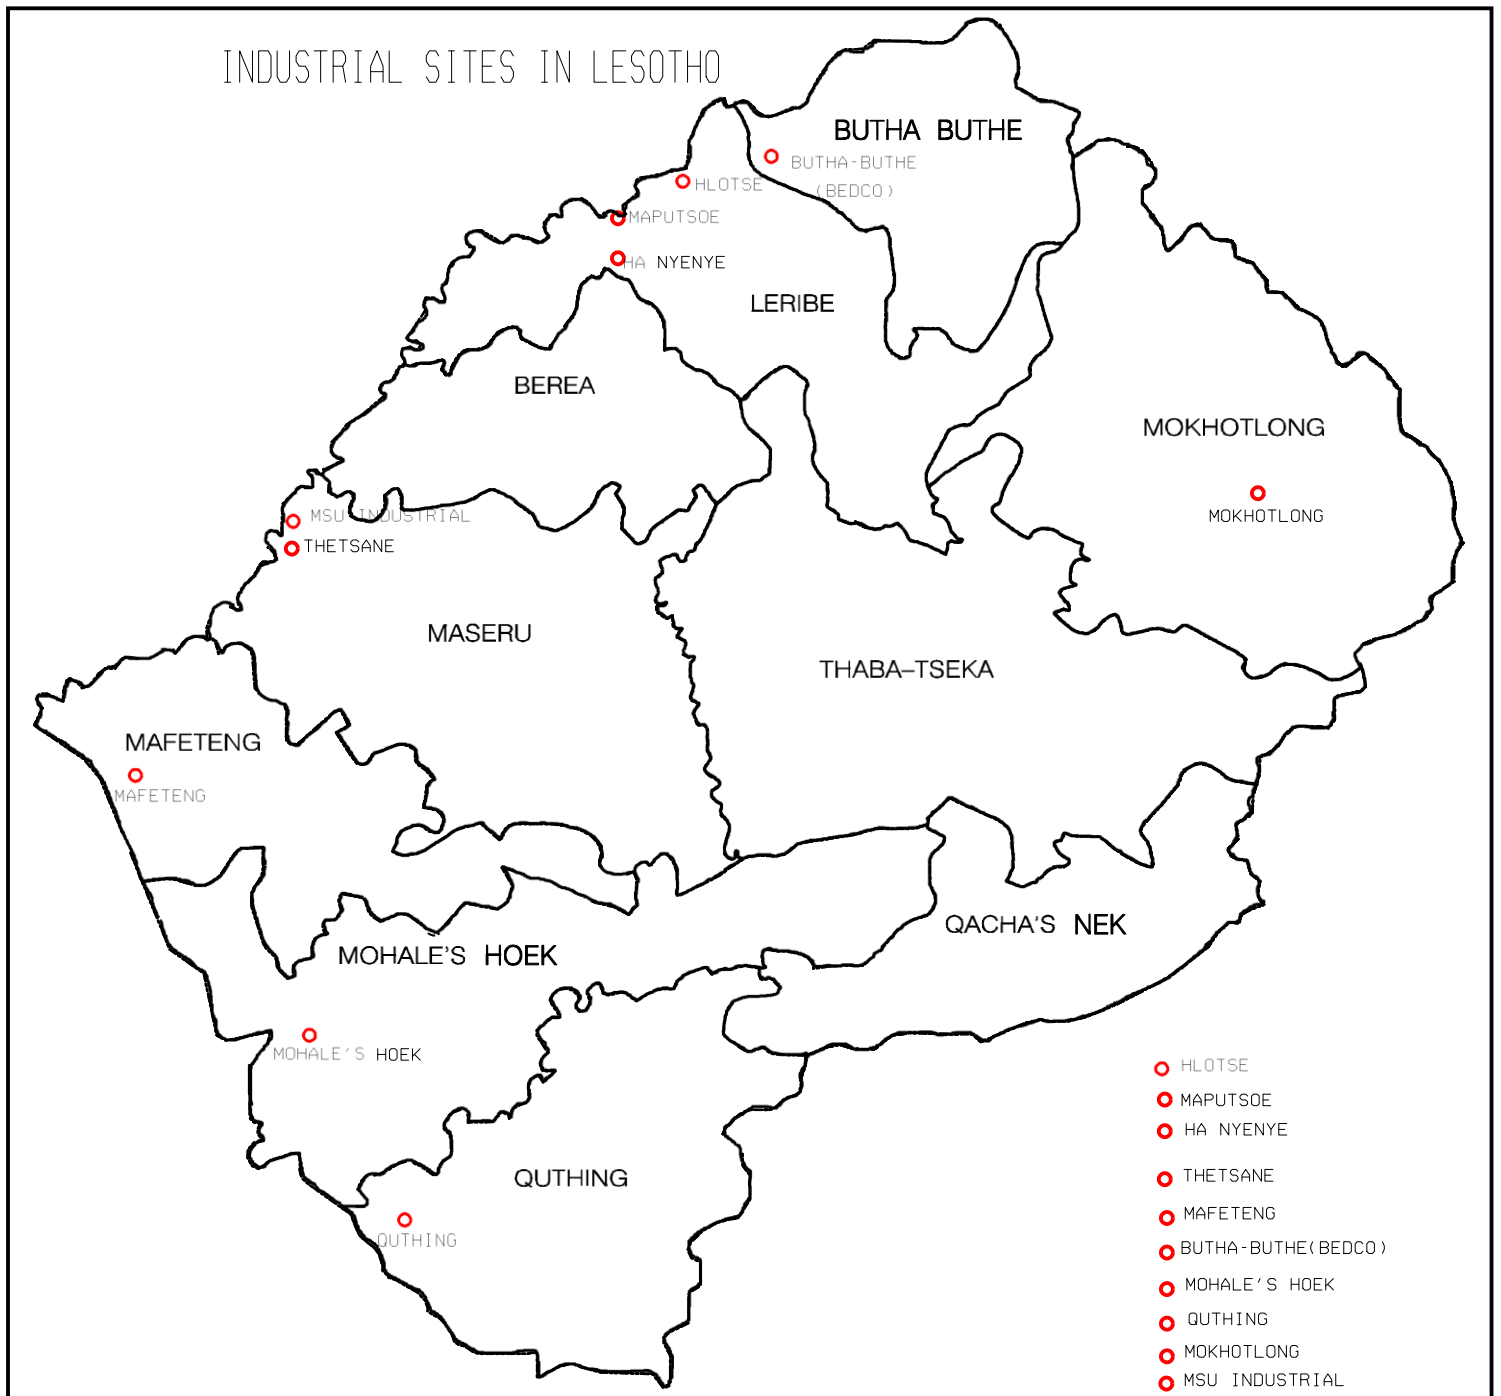 INDUSTRIAL SITES IN LESOTHO
BUTHA BUTHE
BUTHA-BUTHE
(BEDCO)
HLOTSE
MAPUTSOE
HA NYENYE
LERIBE
BEREA
MOKHOTLONG
MOKHOTLONG
MSU INDUSTRIAL
THETSANE
MASERU
THABA–TSEKA
MAFETENG
MAFETENG
QACHA'S NEK
MOHALE'S HOEK
MOHALE'S HOEK
QUTHING
QUTHING
HLOTSE
MAPUTSOE
HA NYENYE
THETSANE
MAFETENG
BUTHA-BUTHE(BEDCO)
MOHALE'S HOEK
QUTHING
MOKHOTLONG
MSU INDUSTRIAL